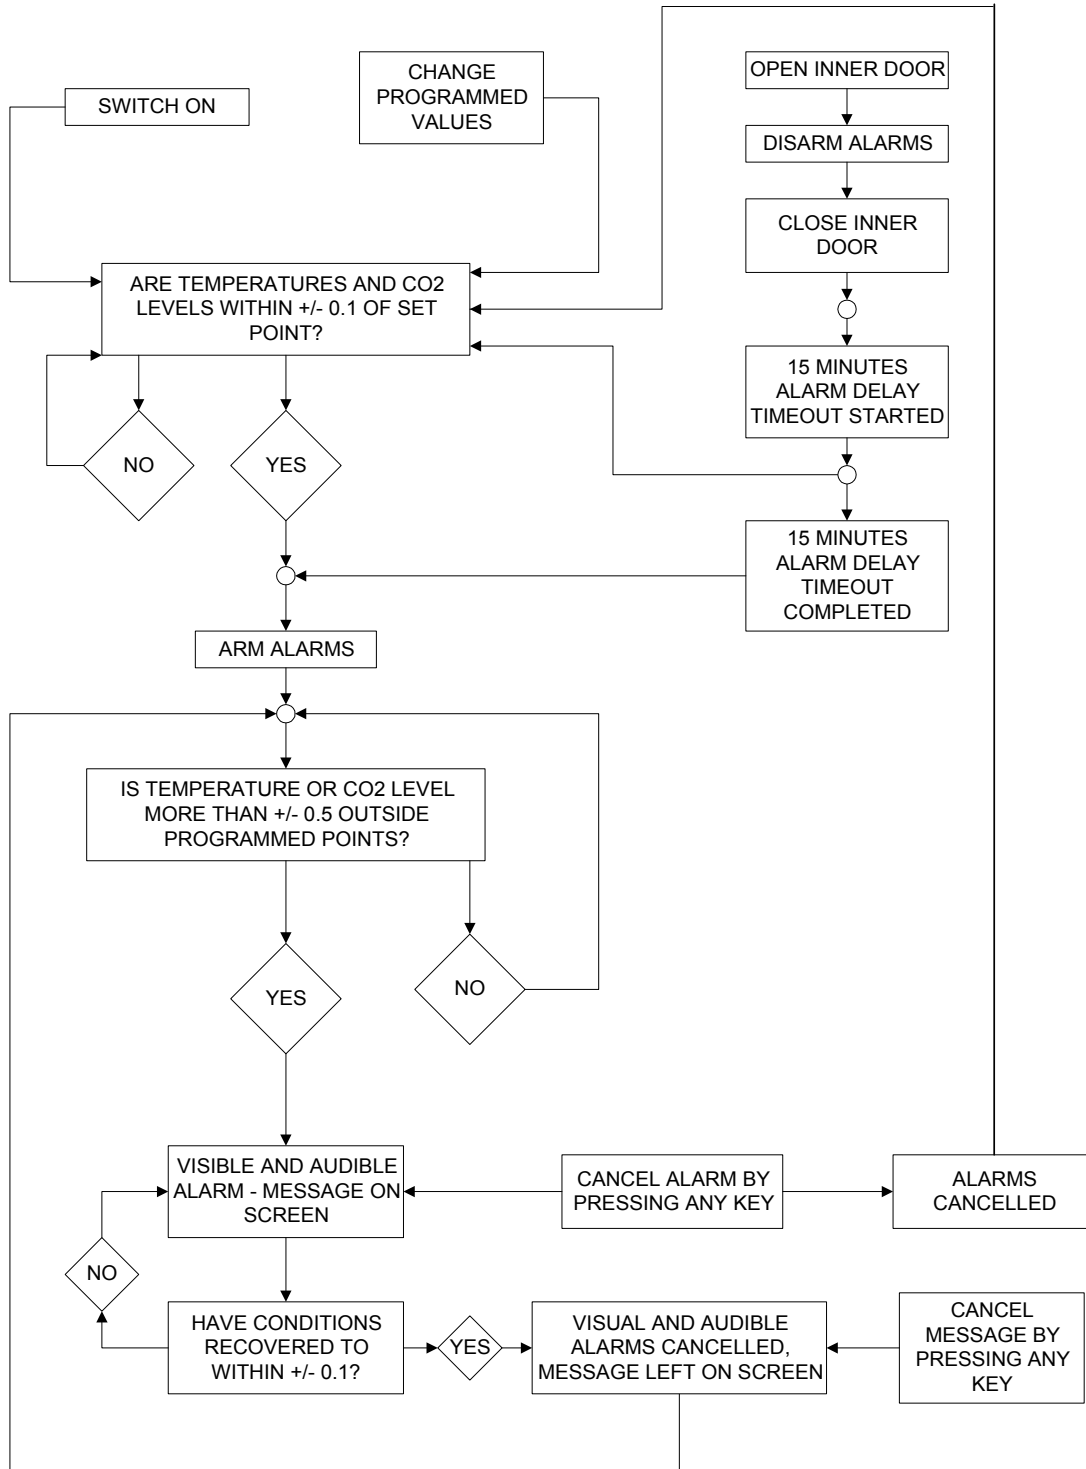 SWITCH ON
CHANGE
PROGRAMMED
VALUES
OPEN INNER DOOR
DISARM ALARMS
CLOSE INNER
DOOR
ARE TEMPERATURES AND CO2
LEVELS WITHIN +/- 0.1 OF SET
POINT?
15 MINUTES
ALARM DELAY
TIMEOUT STARTED
NO
YES
15 MINUTES
ALARM DELAY
TIMEOUT
COMPLETED
ARM ALARMS
IS TEMPERATURE OR CO2 LEVEL
MORE THAN +/- 0.5 OUTSIDE
PROGRAMMED POINTS?
YES
NO
VISIBLE AND AUDIBLE
ALARM - MESSAGE ON
SCREEN
CANCEL ALARM BY
PRESSING ANY KEY
ALARMS
CANCELLED
NO
HAVE CONDITIONS
RECOVERED TO
WITHIN +/- 0.1?
YES
VISUAL AND AUDIBLE
ALARMS CANCELLED,
MESSAGE LEFT ON SCREEN
CANCEL
MESSAGE BY
PRESSING ANY
KEY